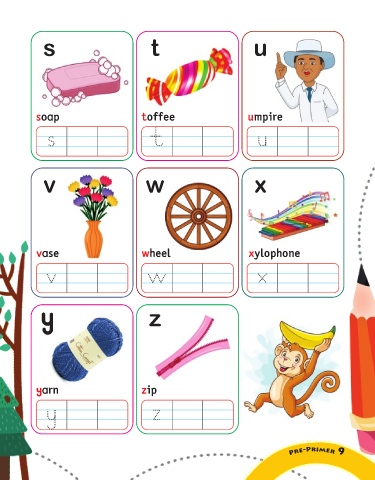 s
t
u
soap
toffee
umpire
s
t
u
v
w
x
vase
wheel
xylophone
v
w
x
y
z
yarn
zip
y
z
PRE-PRIMER 9